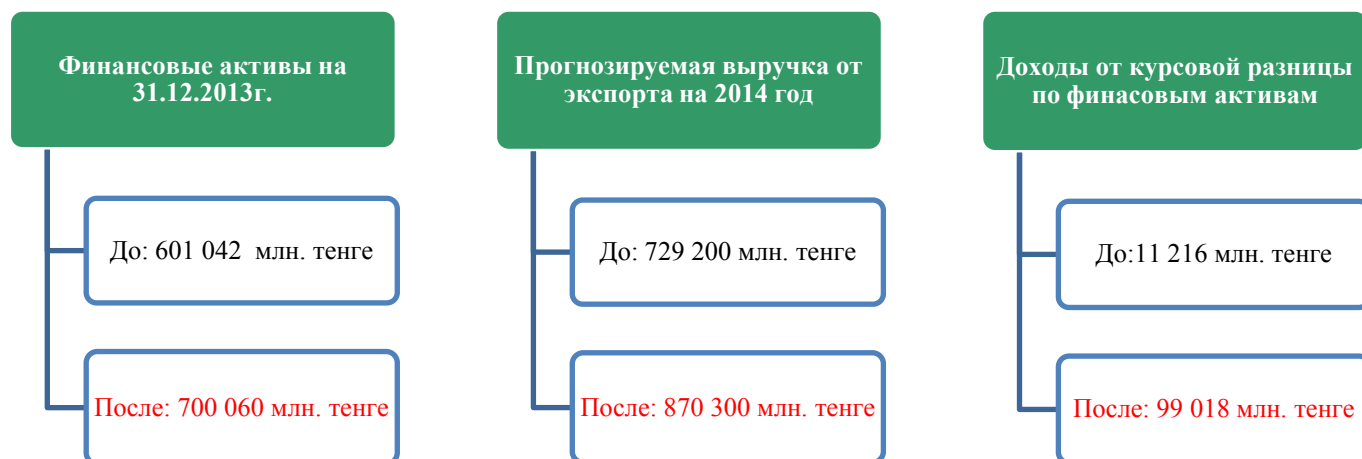 Финансовые активы на
31.12.2013г.
До: 601 042 млн. тенге
После: 700 060 млн. тенге
Прогнозируемая выручка от
экспорта на 2014 год
До: 729 200 млн. тенге
После: 870 300 млн. тенге
Доходы от курсовой разницы
по финасовым активам
До:11 216 млн. тенге
После: 99 018 млн. тенге